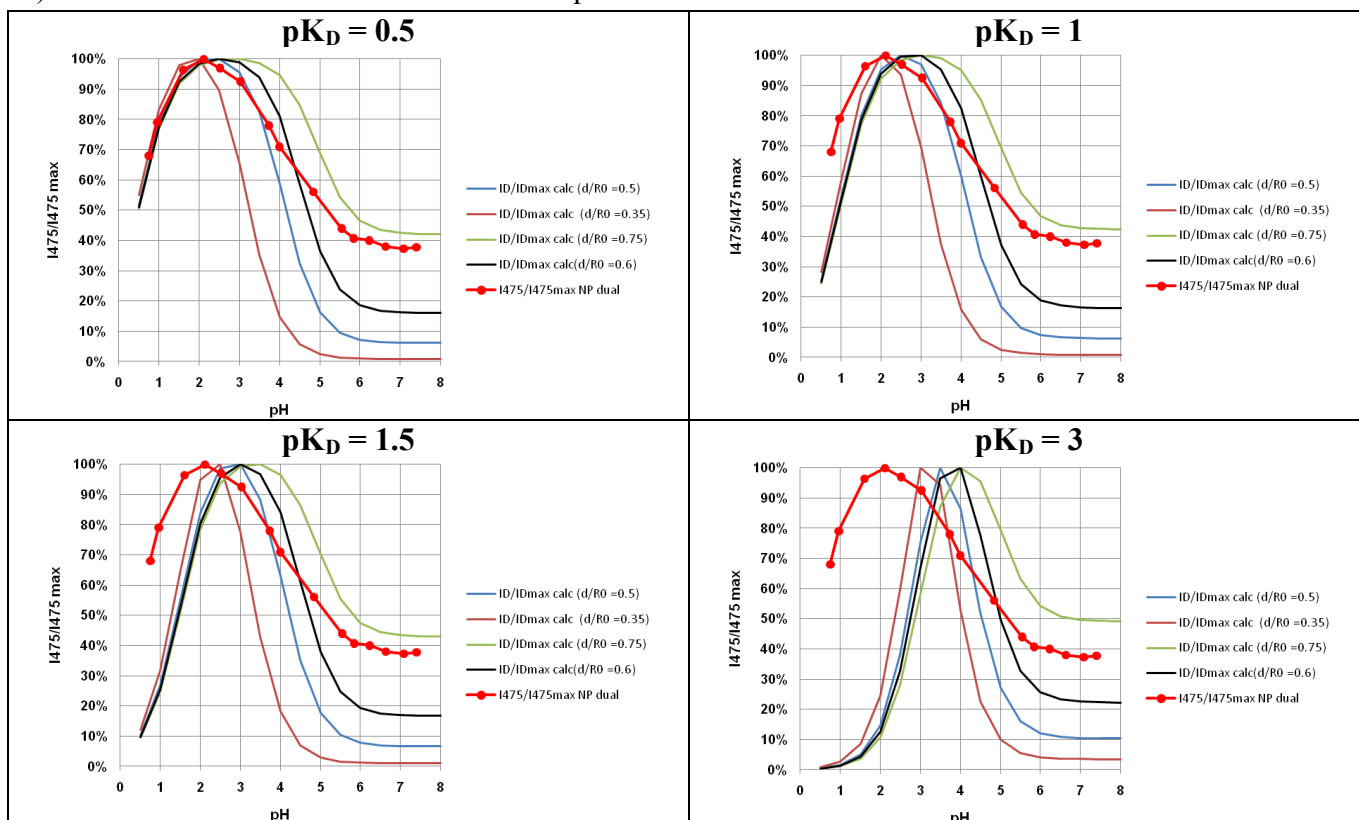 pK_D = 0.5
100%
90%
80%
70%
60%
50%
40%
30%
20%
10%
0%
I475/I475 max
0 1 2 3 4 5 6 7 8
pH
ID/IDmax calc (d/R0 =0.5)
ID/IDmax calc (d/R0 =0.35)
ID/IDmax calc (d/R0 =0.75)
ID/IDmax calc(d/R0 =0.6)
I475/I475max NP dual
pK_D = 1
100%
90%
80%
70%
60%
50%
40%
30%
20%
10%
0%
I475/I475 max
0 1 2 3 4 5 6 7 8
pH
ID/IDmax calc (d/R0 =0.5)
ID/IDmax calc (d/R0 =0.35)
ID/IDmax calc (d/R0 =0.75)
ID/IDmax calc(d/R0 =0.6)
I475/I475max NP dual
pK_D = 1.5
100%
90%
80%
70%
60%
50%
40%
30%
20%
10%
0%
I475/I475 max
0 1 2 3 4 5 6 7 8
pH
ID/IDmax calc (d/R0 =0.5)
ID/IDmax calc (d/R0 =0.35)
ID/IDmax calc (d/R0 =0.75)
ID/IDmax calc(d/R0 =0.6)
I475/I475max NP dual
pK_D = 3
100%
90%
80%
70%
60%
50%
40%
30%
20%
10%
0%
I475/I475 max
0 1 2 3 4 5 6 7 8
pH
ID/IDmax calc (d/R0 =0.5)
ID/IDmax calc (d/R0 =0.35)
ID/IDmax calc (d/R0 =0.75)
ID/IDmax calc(d/R0 =0.6)
I475/I475max NP dual